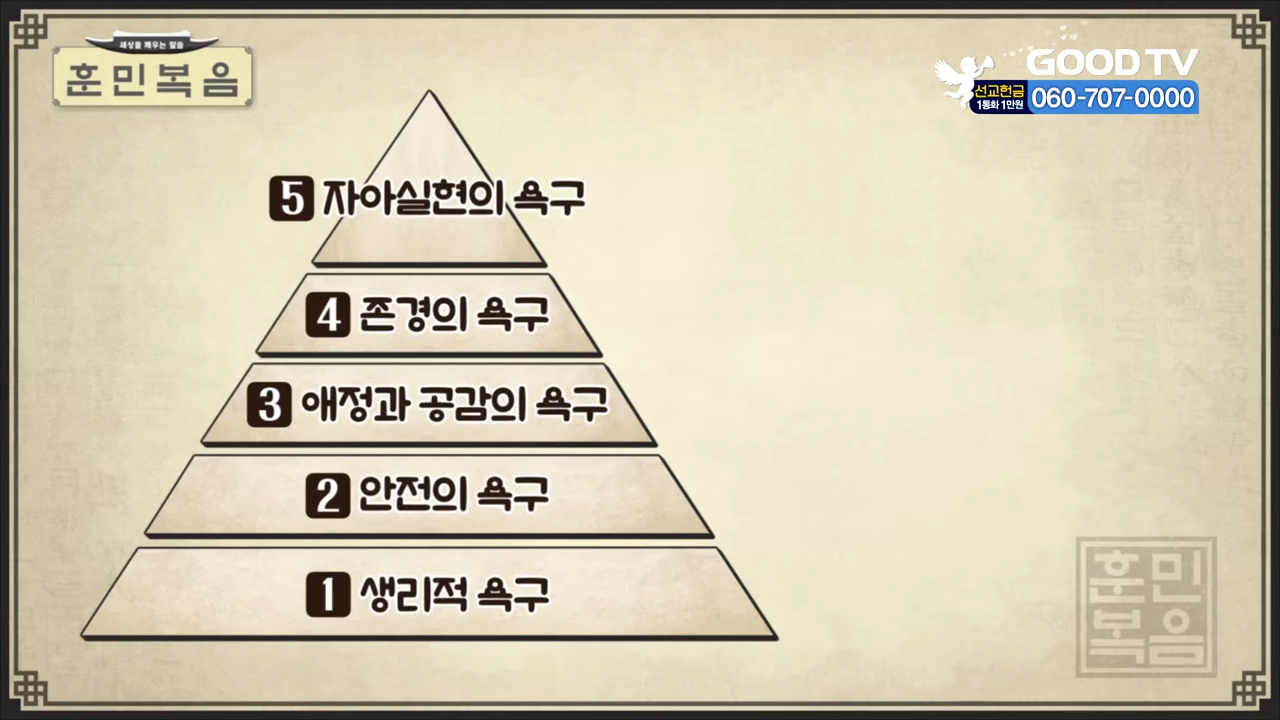 세상을 깨우는 말씀
훈민복음
GOOD TV
선교헌금
1통화 1만원
060-707-0000
5 자아실현의 욕구
4 존경의 욕구
3 애정과 공감의 욕구
2 안전의 욕구
1 생리적 욕구
훈민
복음